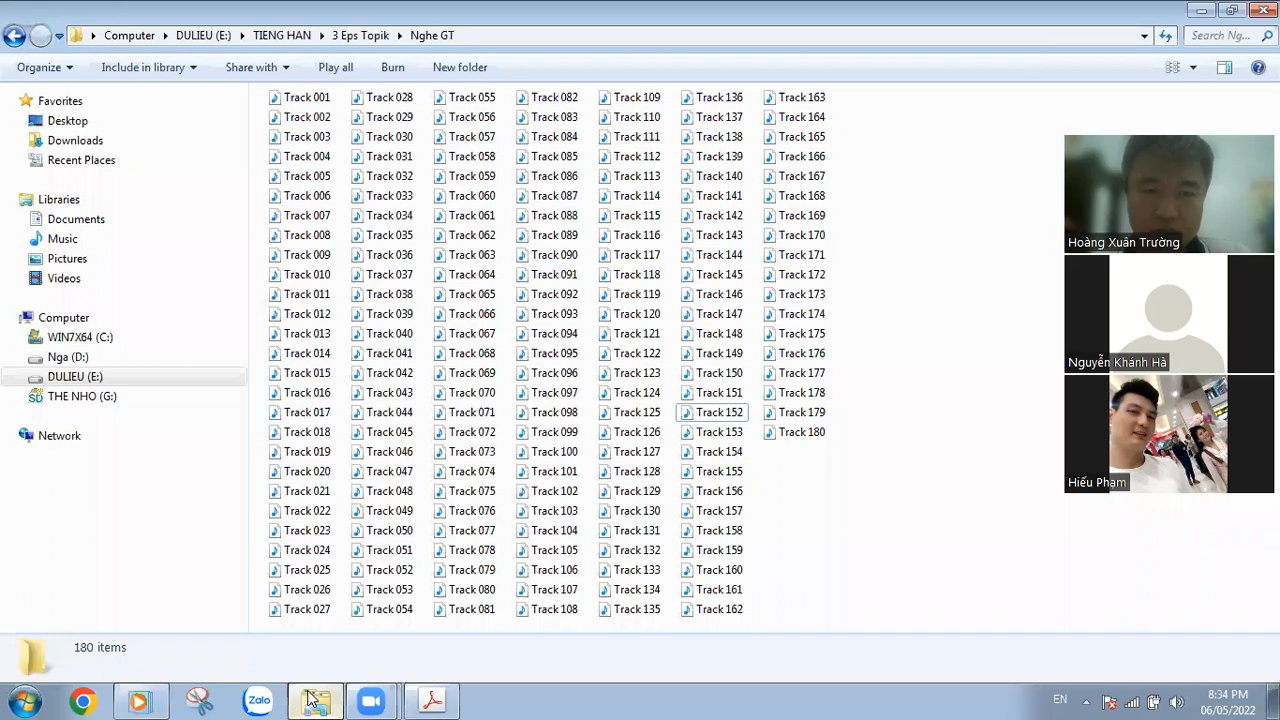 Computer DULIEU (E:) TIENG HAN 3 Eps Topik Nghe GT Search Ng...
Organize Include in library Share with Play all Burn New folder
Favorites
Desktop
Downloads
Recent Places
Libraries
Documents
Music
Pictures
Videos
Computer
WIN7X64 (C:)
Nga (D:)
DULIEU (E:)
THE NHO (G:)
Network
Track 001 Track 028 Track 055 Track 082 Track 109 Track 136 Track 163
Track 002 Track 029 Track 056 Track 083 Track 110 Track 137 Track 164
Track 003 Track 030 Track 057 Track 084 Track 111 Track 138 Track 165
Track 004 Track 031 Track 058 Track 085 Track 112 Track 139 Track 166
Track 005 Track 032 Track 059 Track 086 Track 113 Track 140 Track 167
Track 006 Track 033 Track 060 Track 087 Track 114 Track 141 Track 168
Track 007 Track 034 Track 061 Track 088 Track 115 Track 142 Track 169
Track 008 Track 035 Track 062 Track 089 Track 116 Track 143 Track 170
Track 009 Track 036 Track 063 Track 090 Track 117 Track 144 Track 171
Track 010 Track 037 Track 064 Track 091 Track 118 Track 145 Track 172
Track 011 Track 038 Track 065 Track 092 Track 119 Track 146 Track 173
Track 012 Track 039 Track 066 Track 093 Track 120 Track 147 Track 174
Track 013 Track 040 Track 067 Track 094 Track 121 Track 148 Track 175
Track 014 Track 041 Track 068 Track 095 Track 122 Track 149 Track 176
Track 015 Track 042 Track 069 Track 096 Track 123 Track 150 Track 177
Track 016 Track 043 Track 070 Track 097 Track 124 Track 151 Track 178
Track 017 Track 044 Track 071 Track 098 Track 125 Track 152 Track 179
Track 018 Track 045 Track 072 Track 099 Track 126 Track 153 Track 180
Track 019 Track 046 Track 073 Track 100 Track 127 Track 154
Track 020 Track 047 Track 074 Track 101 Track 128 Track 155
Track 021 Track 048 Track 075 Track 102 Track 129 Track 156
Track 022 Track 049 Track 076 Track 103 Track 130 Track 157
Track 023 Track 050 Track 077 Track 104 Track 131 Track 158
Track 024 Track 051 Track 078 Track 105 Track 132 Track 159
Track 025 Track 052 Track 079 Track 106 Track 133 Track 160
Track 026 Track 053 Track 080 Track 107 Track 134 Track 161
Track 027 Track 054 Track 081 Track 108 Track 135 Track 162
Hoàng Xuân Trường
Nguyễn Khánh Hà
Hiếu Phạm
180 items
Zalo
EN
8:34 PM
06/05/2022